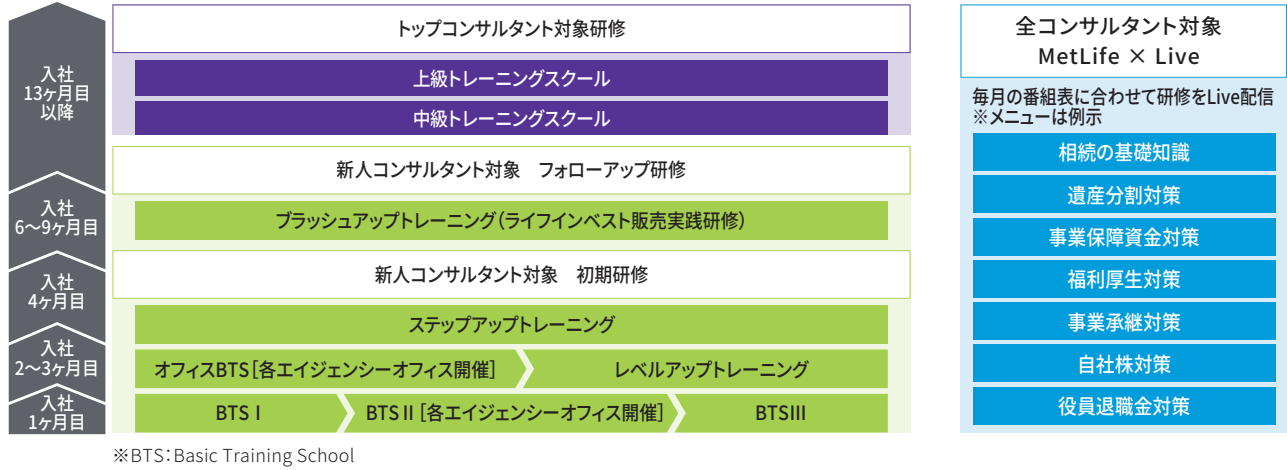 入社
13ヶ月目
以降
トップコンサルタント対象研修
上級トレーニングスクール
中級トレーニングスクール
新人コンサルタント対象　フォローアップ研修
入社
6〜9ヶ月目
ブラッシュアップトレーニング（ライフインベスト販売実践研修）
新人コンサルタント対象　初期研修
入社
4ヶ月目
ステップアップトレーニング
入社
2〜3ヶ月目
オフィスBTS［各エイジェンシーオフィス開催］
レベルアップトレーニング
入社
1ヶ月目
BTS I
BTS II［各エイジェンシーオフィス開催］
BTSIII
※BTS：Basic Training School
全コンサルタント対象
MetLife × Live
毎月の番組表に合わせて研修をLive配信
※メニューは例示
相続の基礎知識
遺産分割対策
事業保障資金対策
福利厚生対策
事業承継対策
自社株対策
役員退職金対策